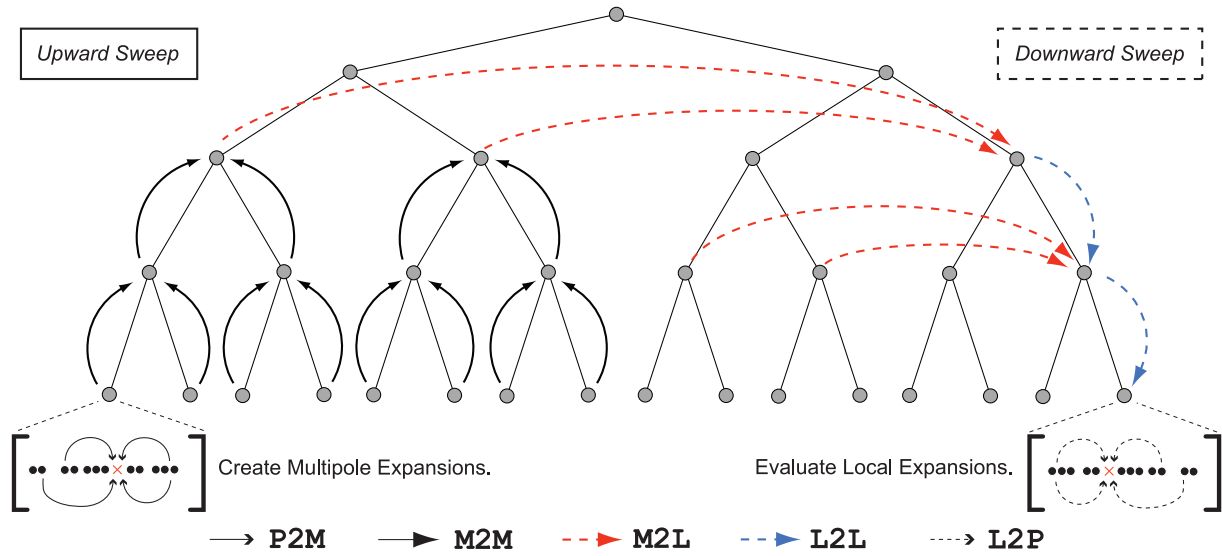 Upward Sweep
Downward Sweep
Create Multipole Expansions.
Evaluate Local Expansions.
P2M
M2M
M2L
L2L
L2P